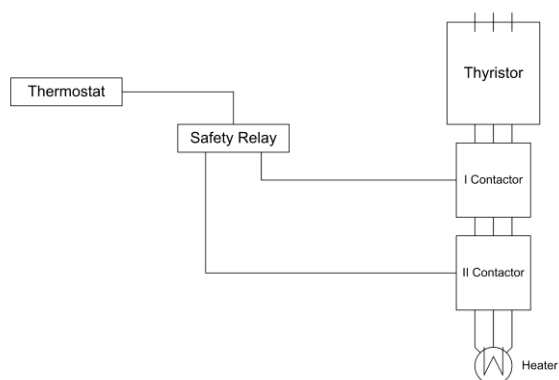 Thyristor
Thermostat
Safety Relay
I Contactor
II Contactor
Heater